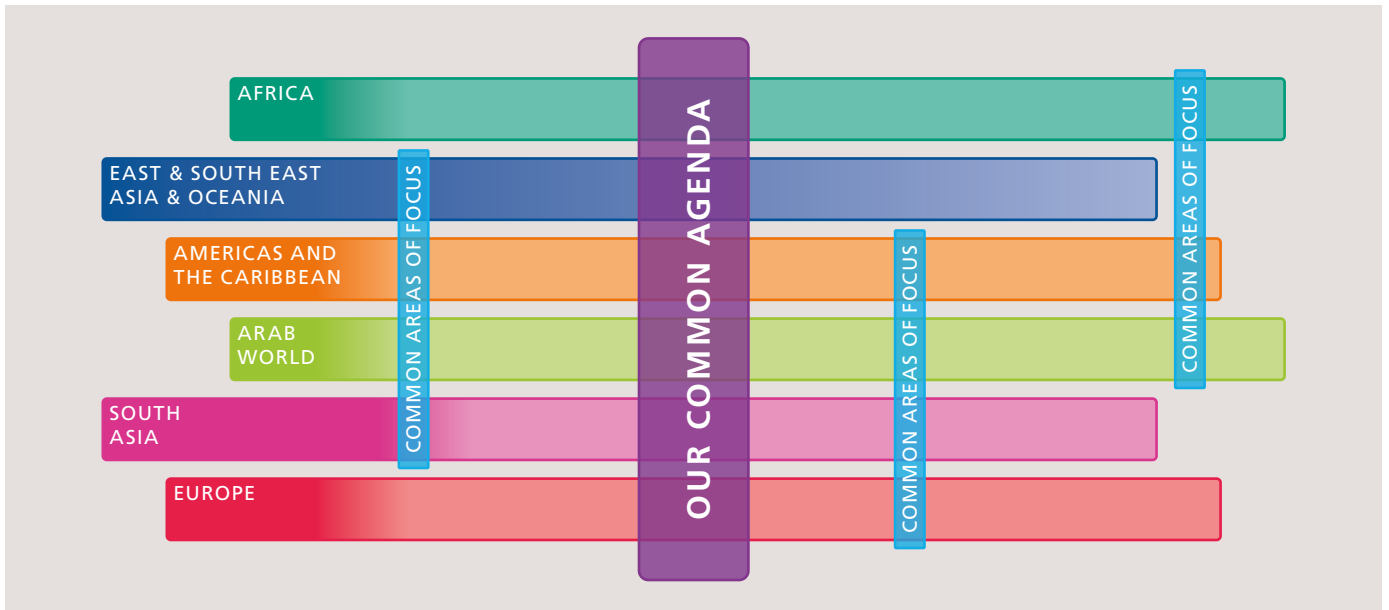 AFRICA
EAST & SOUTH EAST
ASIA & OCEANIA
AMERICAS AND
THE CARIBBEAN
ARAB
WORLD
SOUTH
ASIA
EUROPE
COMMON AREAS OF FOCUS
OUR COMMON AGENDA
COMMON AREAS OF FOCUS
COMMON AREAS OF FOCUS